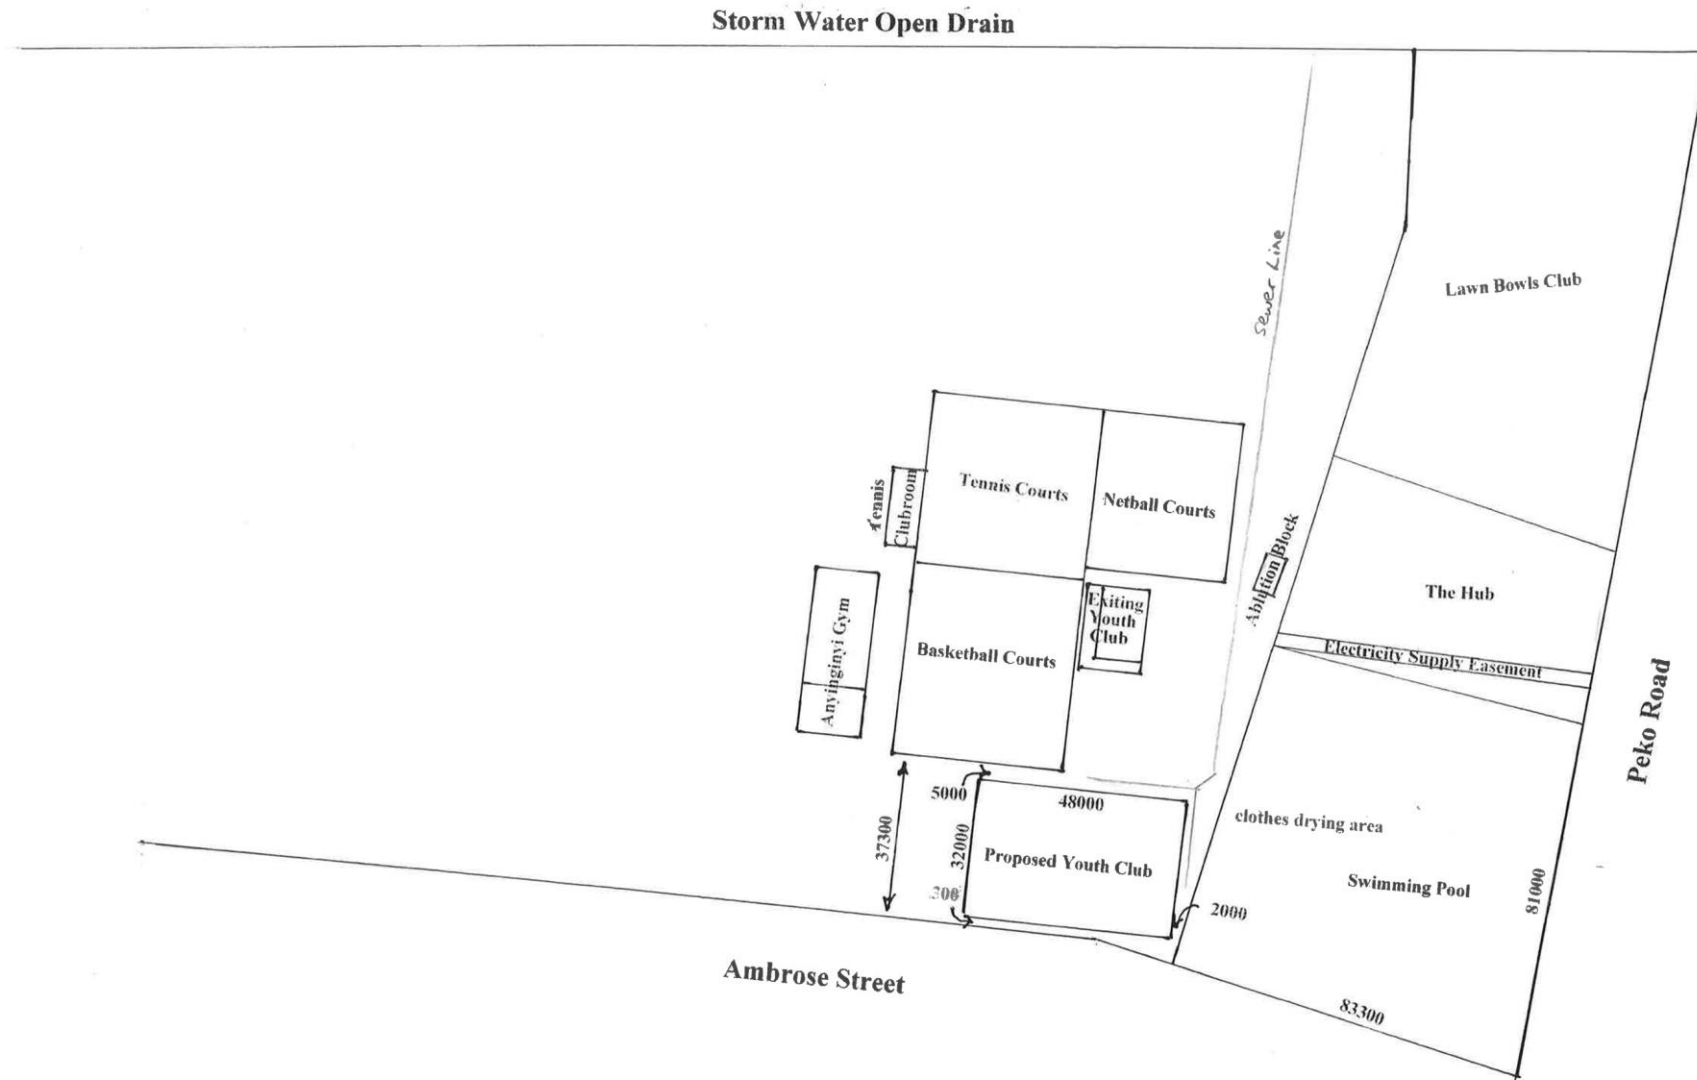 Storm Water Open Drain
Sewer Line
Lawn Bowls Club
Tennis Courts
Netball Courts
Tennis
Clubroom
Ablution Block
The Hub
Exiting
Youth
Club
Anyinginyi Gym
Basketball Courts
Electricity Supply Easement
Peko Road
5000
48000
37300
32000
clothes drying area
Proposed Youth Club
Swimming Pool
81000
300
2000
Ambrose Street
83300